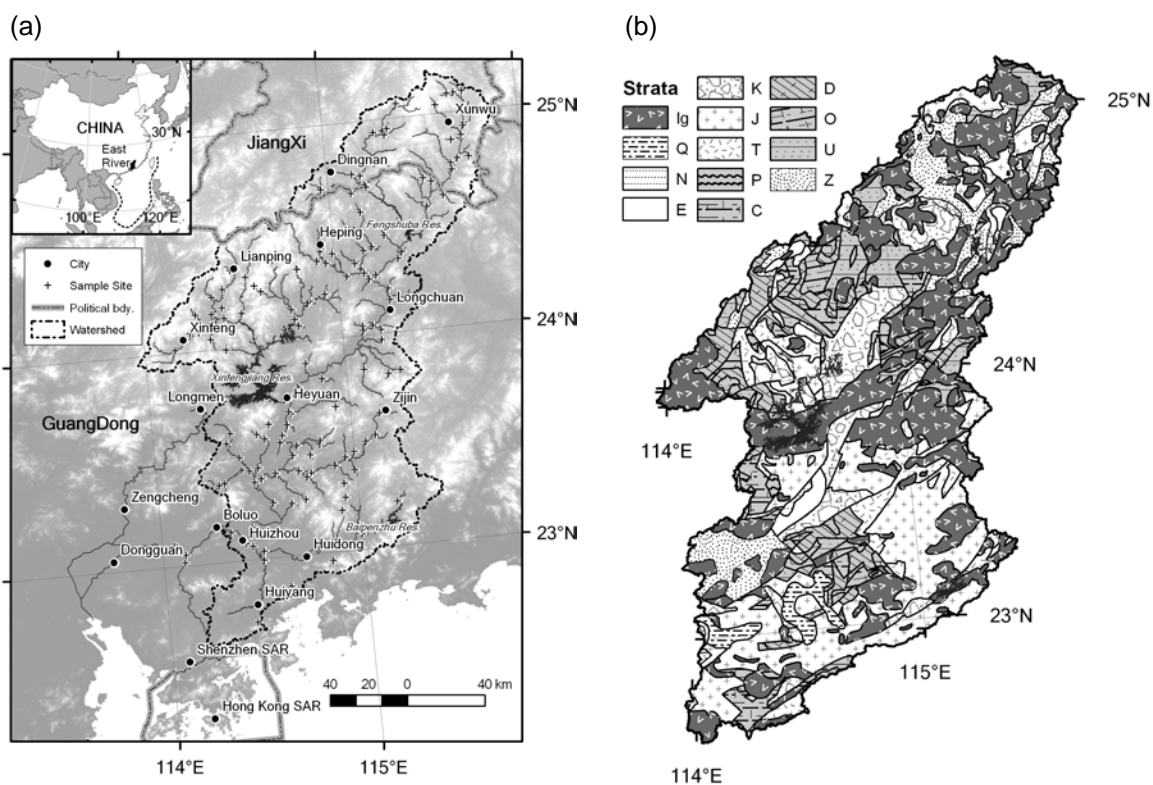 (a)
(b)
CHINA
East
River
30°N
100°E
120°E
JiangXi
GuangDong
City
Sample Site
Political bdy.
Watershed
Xunwu
Dingnan
Fengshuba Res.
Heping
Lianping
Longchuan
Xinfeng
Xinfengjiang Res.
Heyuan
Longmen
Zijin
Zengcheng
Boluo
Huizhou
Baipenzhu Res.
Dongguan
Huidong
Huiyang
Shenzhen SAR
Hong Kong SAR
40 20 0 40 km
25°N
24°N
23°N
114°E
115°E
Strata
Ig
Q
N
E
K
J
T
P
C
D
O
U
Z
25°N
24°N
114°E
23°N
115°E
114°E